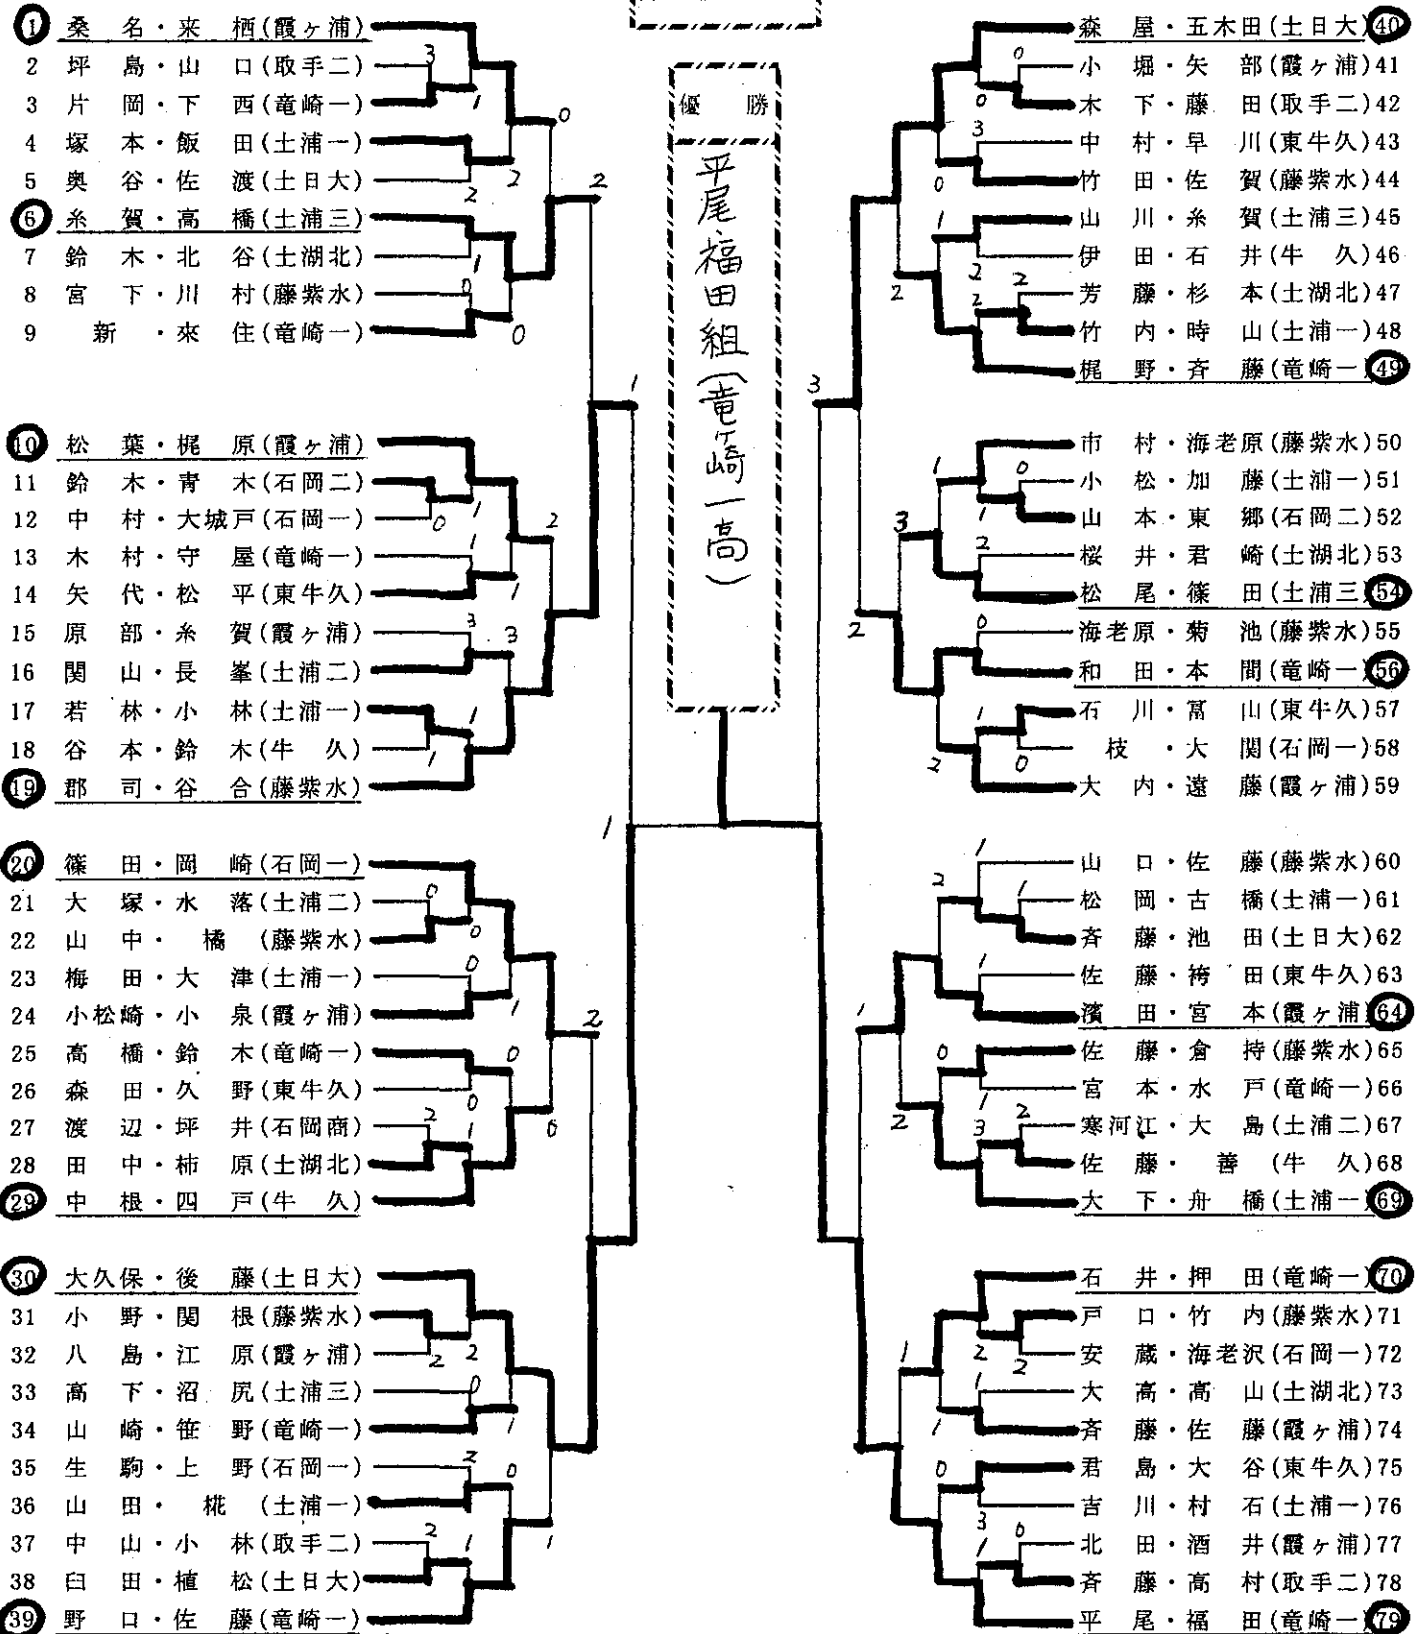 1 桑名・来栖(霞ヶ浦)
2 坪島・山口(取手二)
3 片岡・下西(竜崎一)
4 塚本・飯田(土浦一)
5 奥谷・佐渡(土日大)
6 糸賀・高橋(土浦三)
7 鈴木・北谷(土湖北)
8 宮下・川村(藤紫水)
9 新・來住(竜崎一)
10 松葉・梶原(霞ヶ浦)
11 鈴木・青木(石岡二)
12 中村・大城戸(石岡一)
13 木村・守屋(竜崎一)
14 矢代・松平(東牛久)
15 原部・糸賀(霞ヶ浦)
16 関山・長峯(土浦二)
17 若林・小林(土浦一)
18 谷本・鈴木(牛久)
19 郡司・谷合(藤紫水)
20 篠田・岡崎(石岡一)
21 大塚・水落(土浦二)
22 山中・橘(藤紫水)
23 梅田・大津(土浦一)
24 小松崎・小泉(霞ヶ浦)
25 高橋・鈴木(竜崎一)
26 森田・久野(東牛久)
27 渡辺・坪井(石岡商)
28 田中・柿原(土湖北)
29 中根・四戸(牛久)
30 大久保・後藤(土日大)
31 小野・関根(藤紫水)
32 八島・江原(霞ヶ浦)
33 高下・沼尻(土浦三)
34 山崎・笹野(竜崎一)
35 生駒・上野(石岡一)
36 山田・椛(土浦一)
37 中山・小林(取手二)
38 臼田・植松(土日大)
39 野口・佐藤(竜崎一)
優勝
平尾・福田組(竜ヶ崎一高)
森屋・五木田(土日大)40
小堀・矢部(霞ヶ浦)41
木下・藤田(取手二)42
中村・早川(東牛久)43
竹田・佐賀(藤紫水)44
山川・糸賀(土浦三)45
伊田・石井(牛久)46
芳藤・杉本(土湖北)47
竹内・時山(土浦一)48
梶野・斉藤(竜崎一)49
市村・海老原(藤紫水)50
小松・加藤(土浦一)51
山本・東郷(石岡二)52
桜井・君崎(土湖北)53
松尾・篠田(土浦三)54
海老原・菊池(藤紫水)55
和田・本間(竜崎一)56
石川・冨山(東牛久)57
枝・大関(石岡一)58
大内・遠藤(霞ヶ浦)59
山口・佐藤(藤紫水)60
松岡・古橋(土浦一)61
斉藤・池田(土日大)62
佐藤・袴田(東牛久)63
濱田・宮本(霞ヶ浦)64
佐藤・倉持(藤紫水)65
宮本・水戸(竜崎一)66
寒河江・大島(土浦二)67
佐藤・善(牛久)68
大下・舟橋(土浦一)69
石井・押田(竜崎一)70
戸口・竹内(藤紫水)71
安蔵・海老沢(石岡一)72
大高・高山(土湖北)73
斉藤・佐藤(霞ヶ浦)74
君島・大谷(東牛久)75
吉川・村石(土浦一)76
北田・酒井(霞ヶ浦)77
斉藤・高村(取手二)78
平尾・福田(竜崎一)79